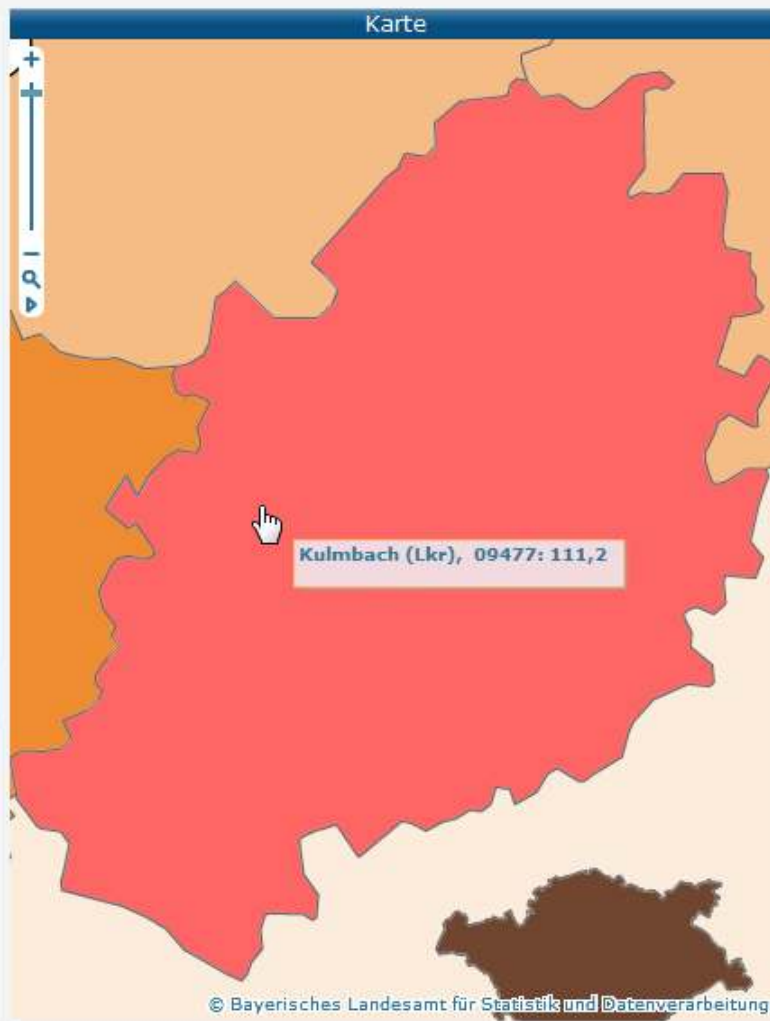 Karte
Kulmbach (Lkr), 09477: 111,2
© Bayerisches Landesamt für Statistik und Datenverarbeitung